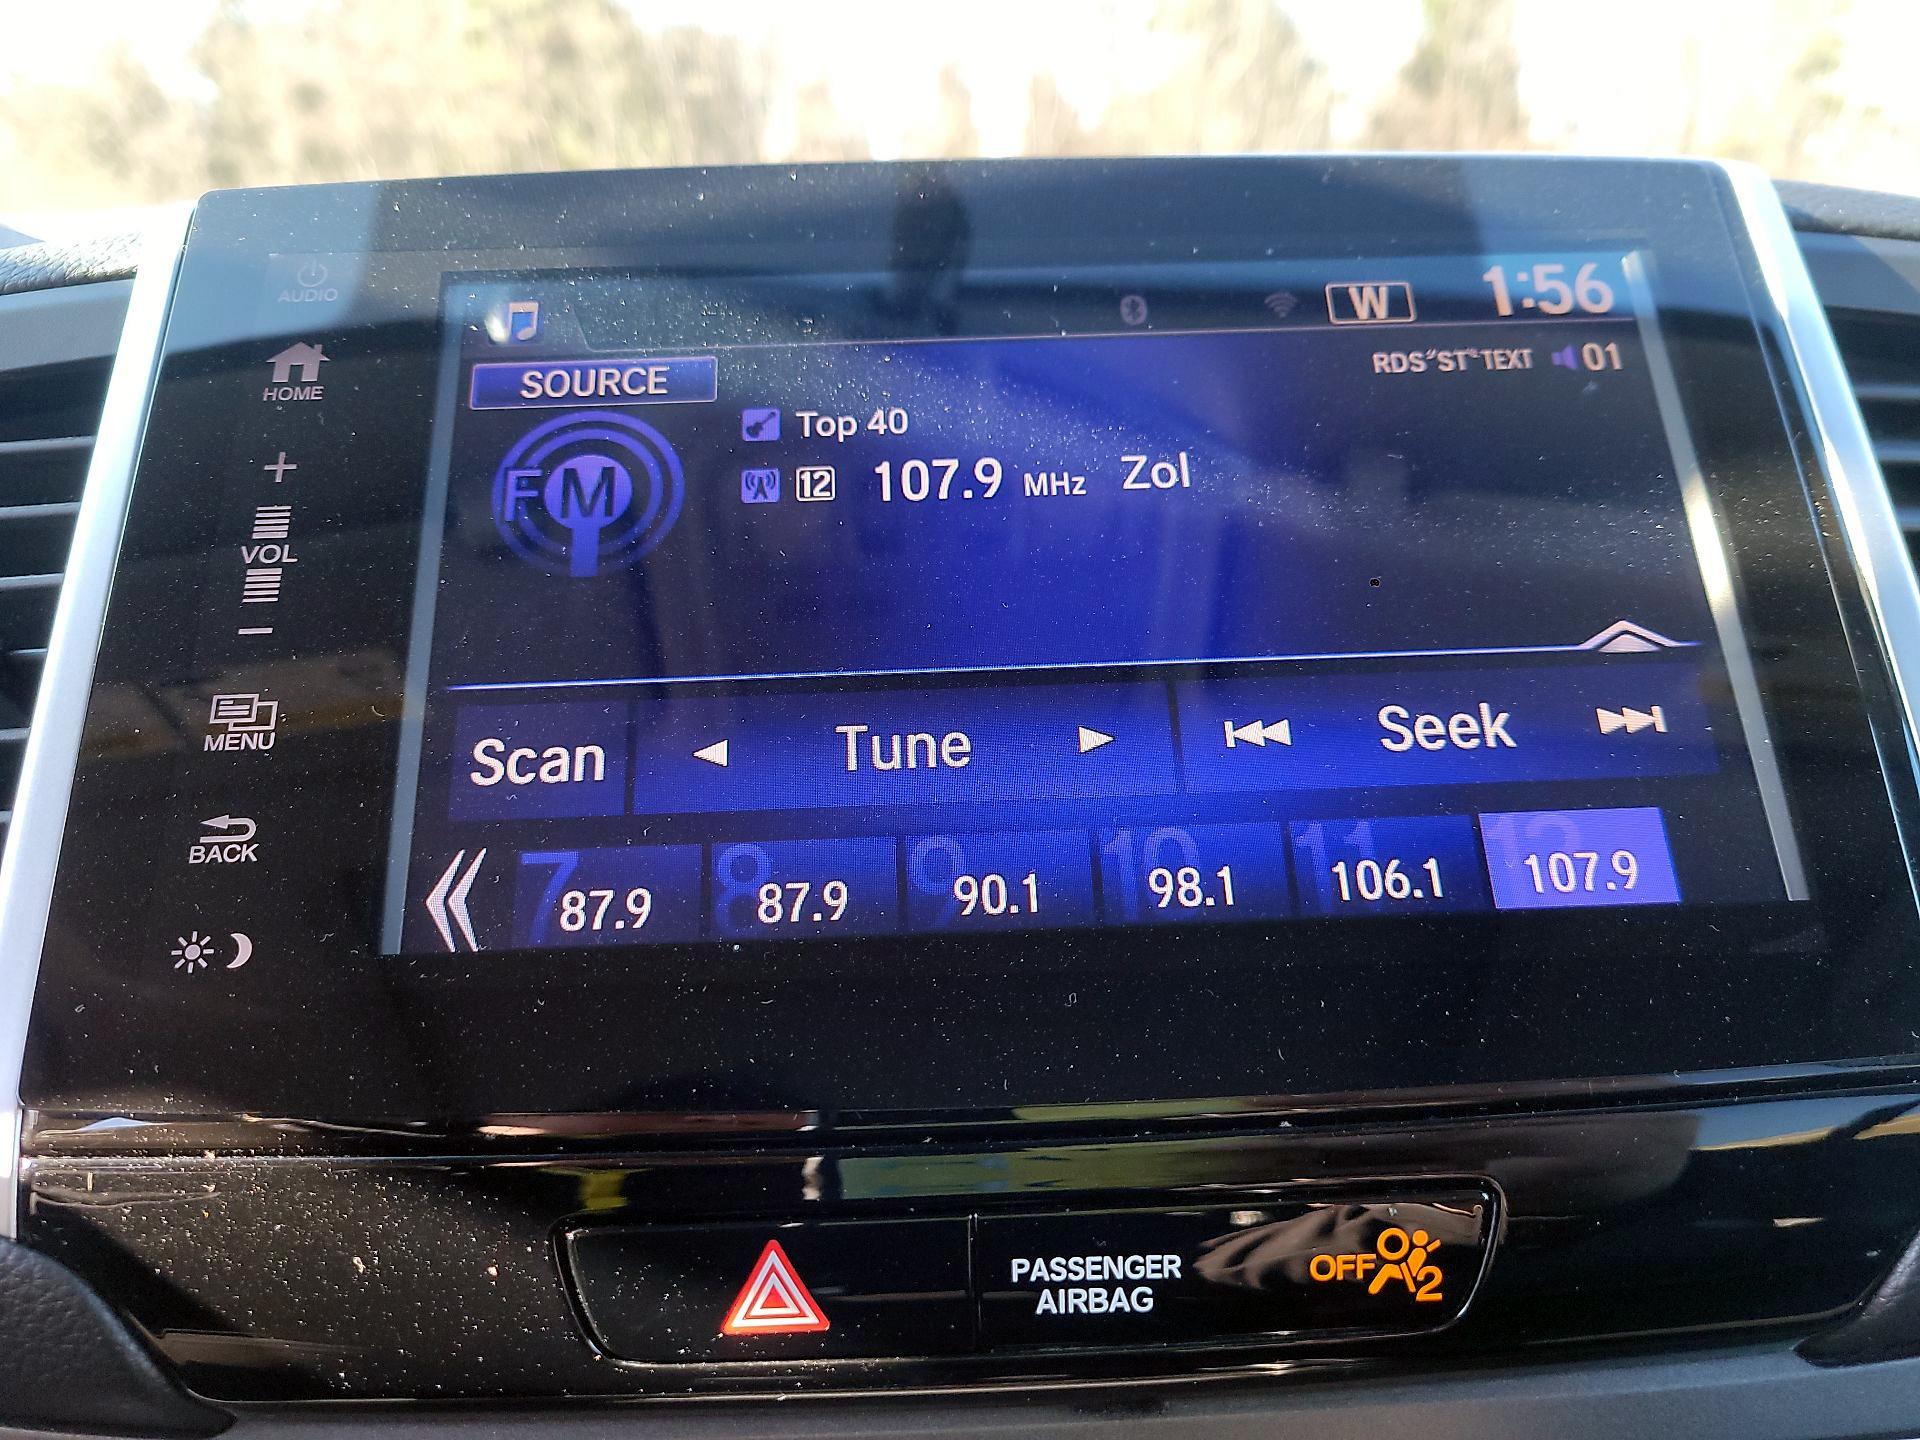 AUDIO
HOME
VOL
MENU
BACK
W 1:56
RDS ST TEXT 01
SOURCE
FM
Top 40
12 107.9 MHz Zol
Scan Tune Seek
7 87.9
8 87.9
9 90.1
10 98.1
11 106.1
12 107.9
PASSENGER
AIRBAG
OFF 2